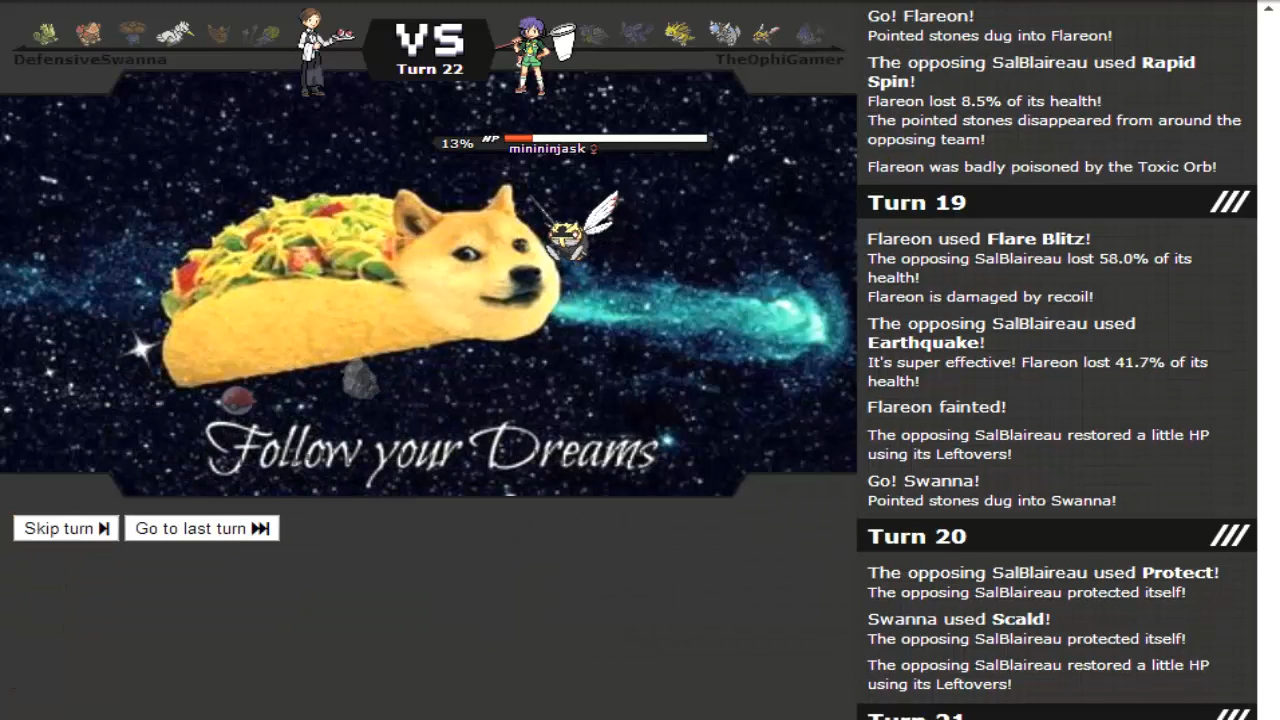 DefensiveSwanna
VS
Turn 22
TheOphiGamer
13% HP
minininjask ♀
Follow your Dreams
Skip turn
Go to last turn
Go! Flareon!
Pointed stones dug into Flareon!
The opposing SalBlaireau used Rapid
Spin!
Flareon lost 8.5% of its health!
The pointed stones disappeared from around the
opposing team!
Flareon was badly poisoned by the Toxic Orb!
Turn 19
Flareon used Flare Blitz!
The opposing SalBlaireau lost 58.0% of its
health!
Flareon is damaged by recoil!
The opposing SalBlaireau used
Earthquake!
It's super effective! Flareon lost 41.7% of its
health!
Flareon fainted!
The opposing SalBlaireau restored a little HP
using its Leftovers!
Go! Swanna!
Pointed stones dug into Swanna!
Turn 20
The opposing SalBlaireau used Protect!
The opposing SalBlaireau protected itself!
Swanna used Scald!
The opposing SalBlaireau protected itself!
The opposing SalBlaireau restored a little HP
using its Leftovers!
Turn 21